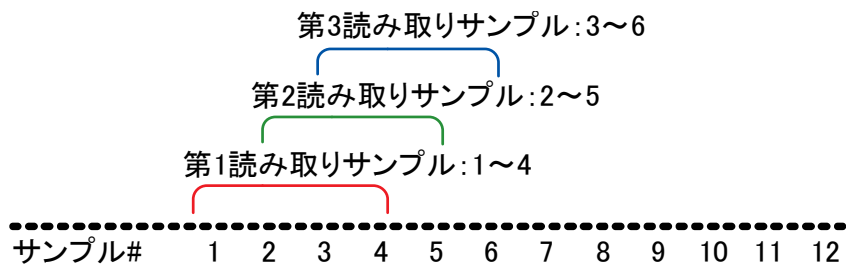 第3読み取りサンプル:3～6
第2読み取りサンプル:2～5
第1読み取りサンプル:1～4
サンプル# 1 2 3 4 5 6 7 8 9 10 11 12